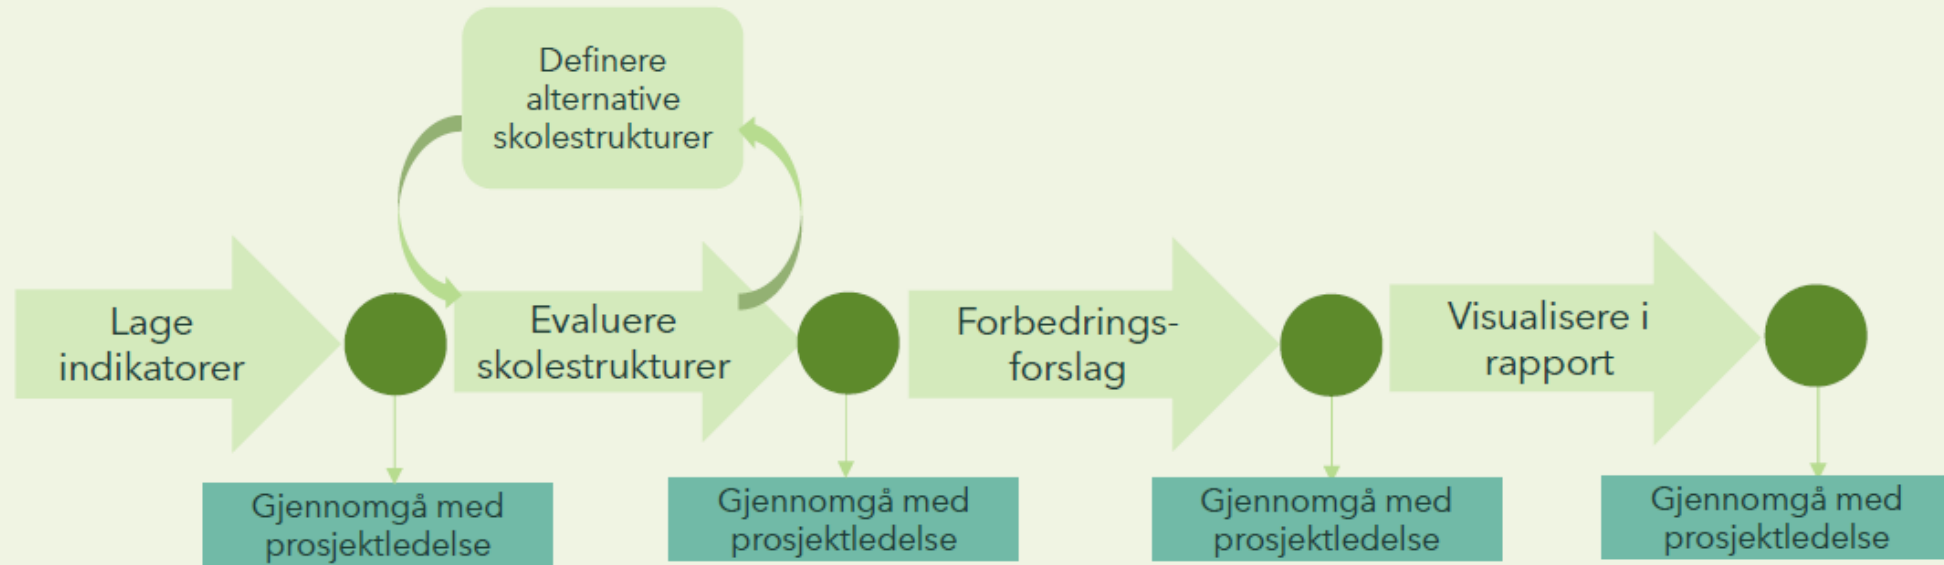 Definere
alternative
skolestrukturer
Lage
indikatorer
Evaluere
skolestrukturer
Forbedrings-
forslag
Visualisere i
rapport
Gjennomgå med
prosjektledelse
Gjennomgå med
prosjektledelse
Gjennomgå med
prosjektledelse
Gjennomgå med
prosjektledelse